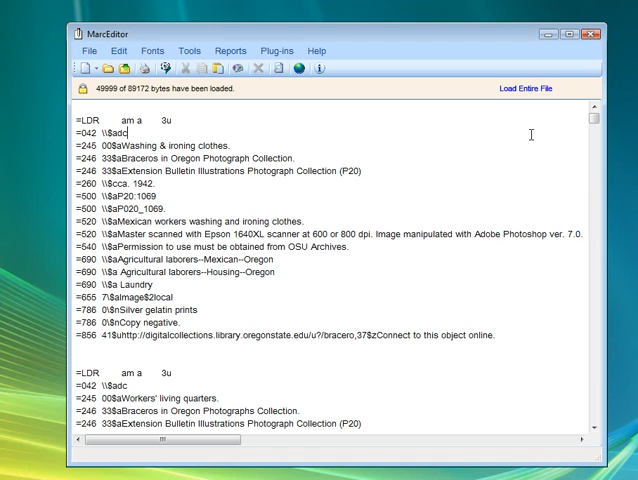 MarcEditor
File Edit Fonts Tools Reports Plug-ins Help
49999 of 89172 bytes have been loaded. Load Entire File
=LDR am a 3u
=042 \\$adc
=245 00$aWashing & ironing clothes.
=246 33$aBraceros in Oregon Photograph Collection.
=246 33$aExtension Bulletin Illustrations Photograph Collection (P20)
=260 \\$cca. 1942.
=500 \\$aP20:1069
=500 \\$aP020_1069.
=520 \\$aMexican workers washing and ironing clothes.
=520 \\$aMaster scanned with Epson 1640XL scanner at 600 or 800 dpi. Image manipulated with Adobe Photoshop ver. 7.0.
=540 \\$aPermission to use must be obtained from OSU Archives.
=690 \\$aAgricultural laborers--Mexican--Oregon
=690 \\$a Agricultural laborers--Housing--Oregon
=690 \\$a Laundry
=655 7\$aImage$2local
=786 0\$nSilver gelatin prints
=786 0\$nCopy negative.
=856 41$uhttp://digitalcollections.library.oregonstate.edu/u?/bracero,37$zConnect to this object online.
=LDR am a 3u
=042 \\$adc
=245 00$aWorkers' living quarters.
=246 33$aBraceros in Oregon Photographs Collection.
=246 33$aExtension Bulletin Illustrations Photograph Collection (P20)